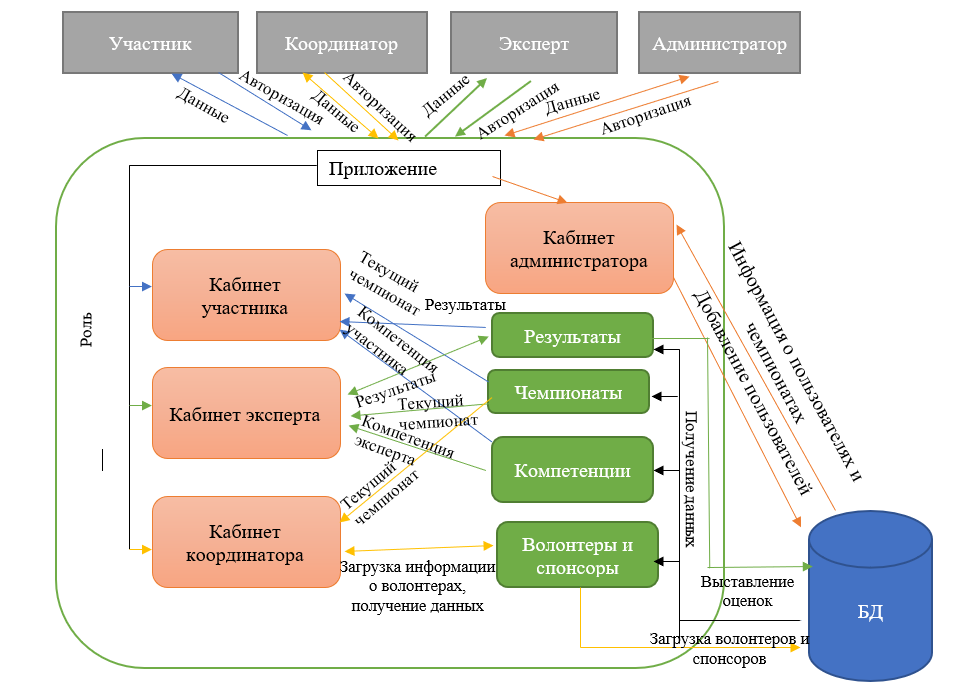 Участник
Координатор
Эксперт
Администратор
Авторизация
Данные
Авторизация
Данные
Данные
Авторизация
Данные
Авторизация
Приложение
Кабинет
администратора
Роль
Кабинет
участника
Текущий
чемпионат
Результаты
Компетенция
участника
Результаты
Информация о пользователях и
чемпионатах
Добавление пользователей
Кабинет эксперта
Результаты
Текущий
чемпионат
Компетенция
эксперта
Чемпионаты
Получение данных
Компетенции
Текущий
чемпионат
Кабинет
координатора
Волонтеры и
спонсоры
Загрузка информации
о волонтерах,
получение данных
Выставление
оценок
БД
Загрузка волонтеров и
спонсоров